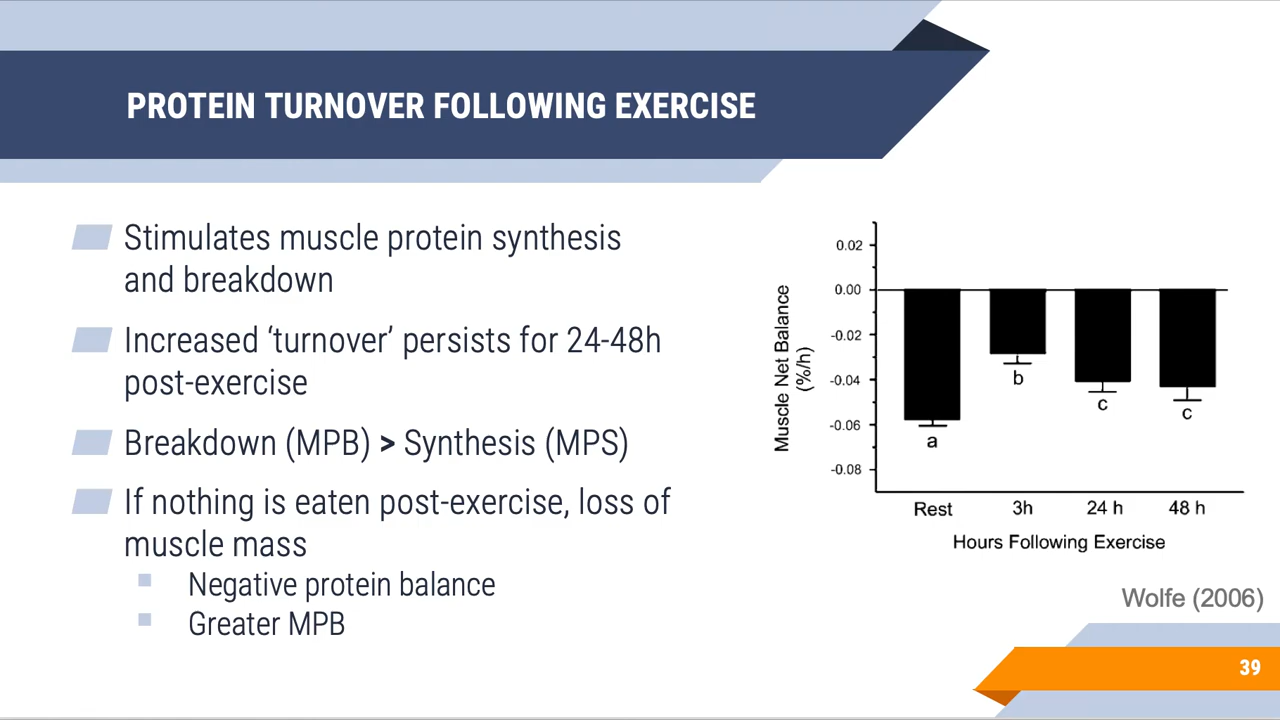 PROTEIN TURNOVER FOLLOWING EXERCISE
Stimulates muscle protein synthesis
and breakdown
Increased ‘turnover’ persists for 24-48h
post-exercise
Breakdown (MPB) > Synthesis (MPS)
If nothing is eaten post-exercise, loss of
muscle mass
Negative protein balance
Greater MPB
Muscle Net Balance
(%/h)
0.02
0.00
-0.02
-0.04
-0.06
-0.08
a
b
c
c
Rest
3h
24 h
48 h
Hours Following Exercise
Wolfe (2006)
39